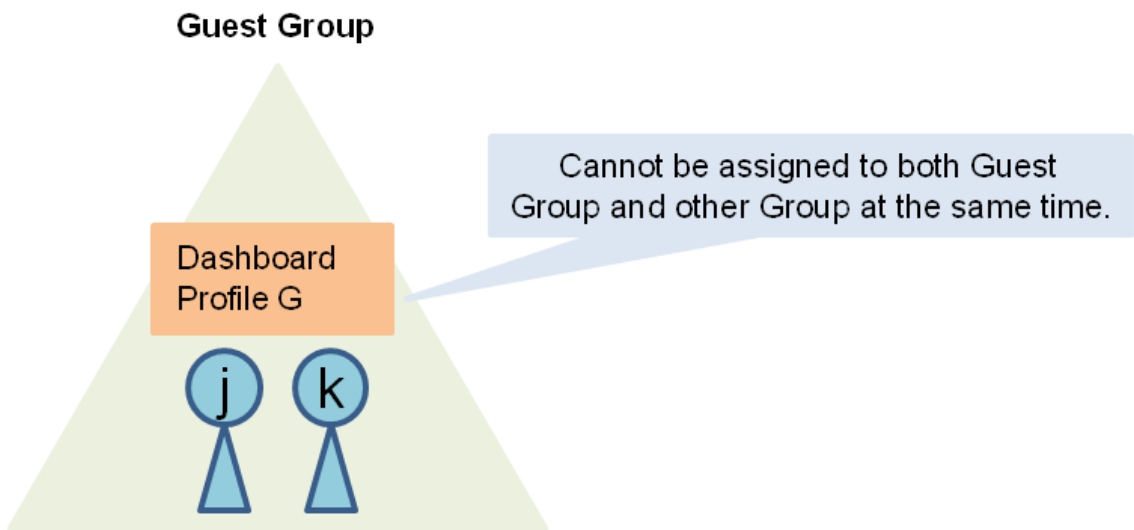 Guest Group
Cannot be assigned to both Guest
Group and other Group at the same time.
Dashboard
Profile G
j
k